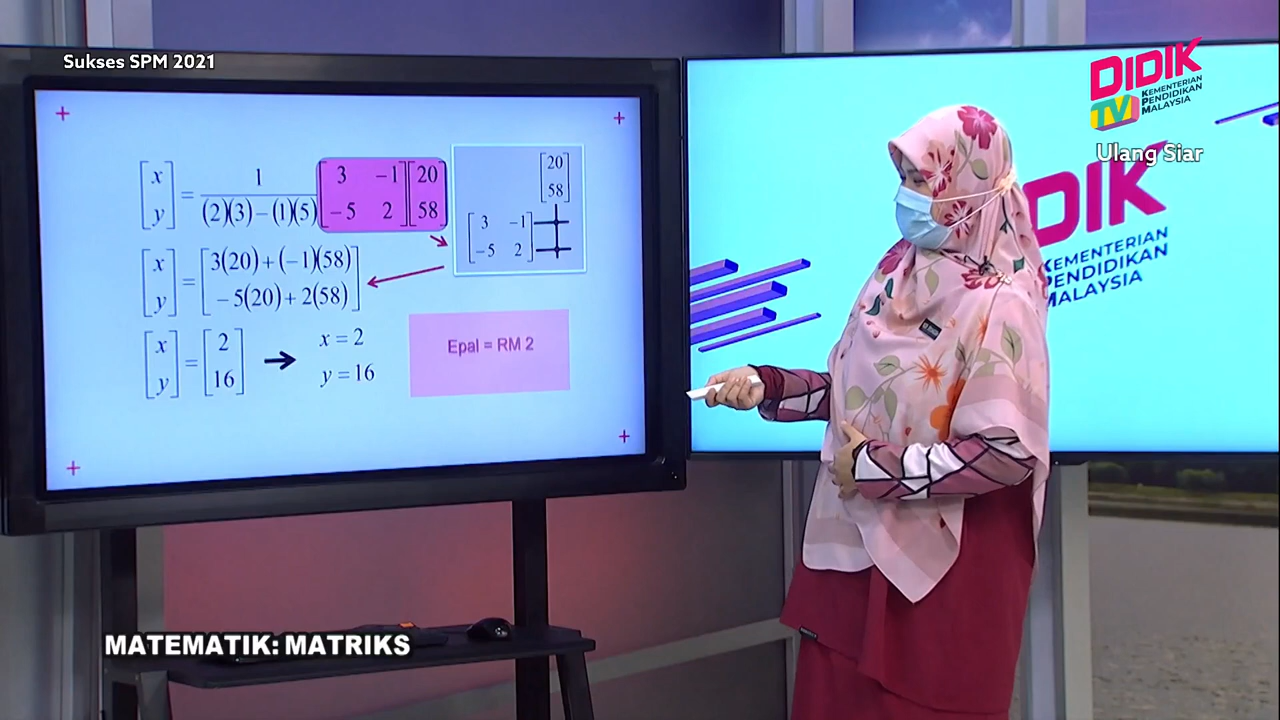 Sukses SPM 2021
DIDIK
TV
KEMENTERIAN
PENDIDIKAN
MALAYSIA
Ulang Siar
[x y] = 1/((2)(3) − (1)(5)) [3 −1; −5 2] [20 58]
[20 58]
[3 −1; −5 2]
[x y] = [3(20) + (−1)(58); −5(20) + 2(58)]
[x y] = [2 16] ➔ x = 2
y = 16
Epal = RM 2
DIDIK
KEMENTERIAN
PENDIDIKAN
MALAYSIA
MATEMATIK: MATRIKS